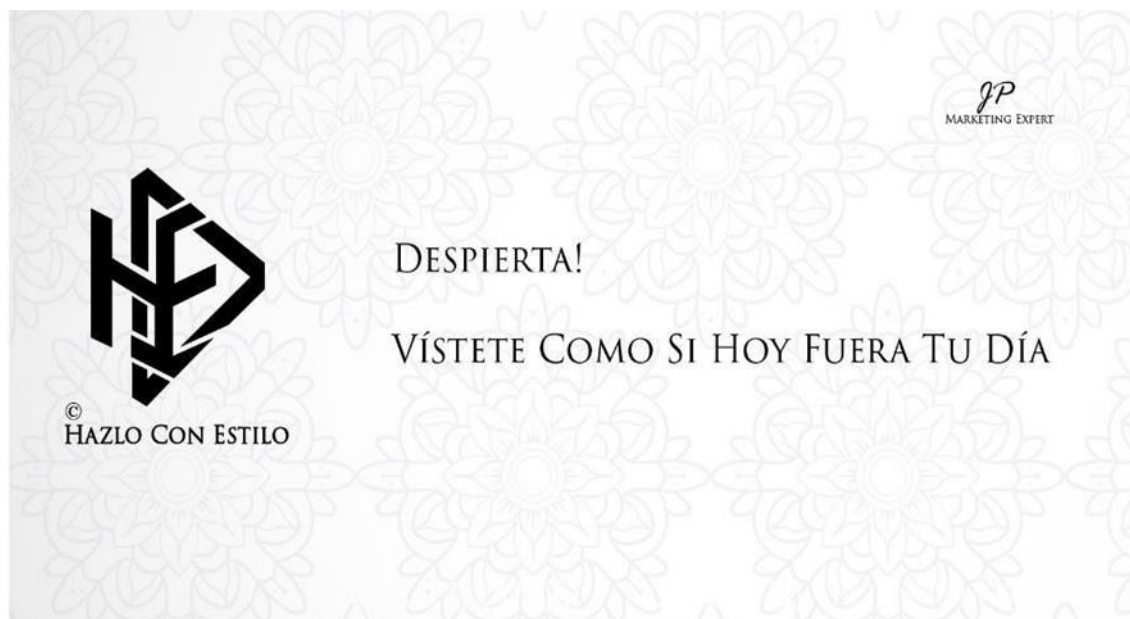 JP
MARKETING EXPERT
DESPIERTA!
VÍSTETE COMO SI HOY FUERA TU DÍA
©
HAZLO CON ESTILO